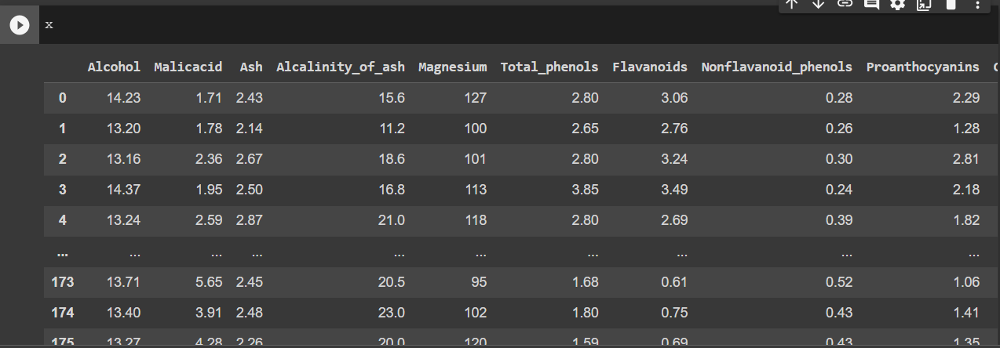 x
Alcohol Malicacid Ash Alcalinity_of_ash Magnesium Total_phenols Flavanoids Nonflavanoid_phenols Proanthocyanins
0 14.23 1.71 2.43 15.6 127 2.80 3.06 0.28 2.29
1 13.20 1.78 2.14 11.2 100 2.65 2.76 0.26 1.28
2 13.16 2.36 2.67 18.6 101 2.80 3.24 0.30 2.81
3 14.37 1.95 2.50 16.8 113 3.85 3.49 0.24 2.18
4 13.24 2.59 2.87 21.0 118 2.80 2.69 0.39 1.82
... ... ... ... ... ... ... ... ... ...
173 13.71 5.65 2.45 20.5 95 1.68 0.61 0.52 1.06
174 13.40 3.91 2.48 23.0 102 1.80 0.75 0.43 1.41
175 13.27 4.28 2.26 20.0 120 1.59 0.69 0.43 1.35